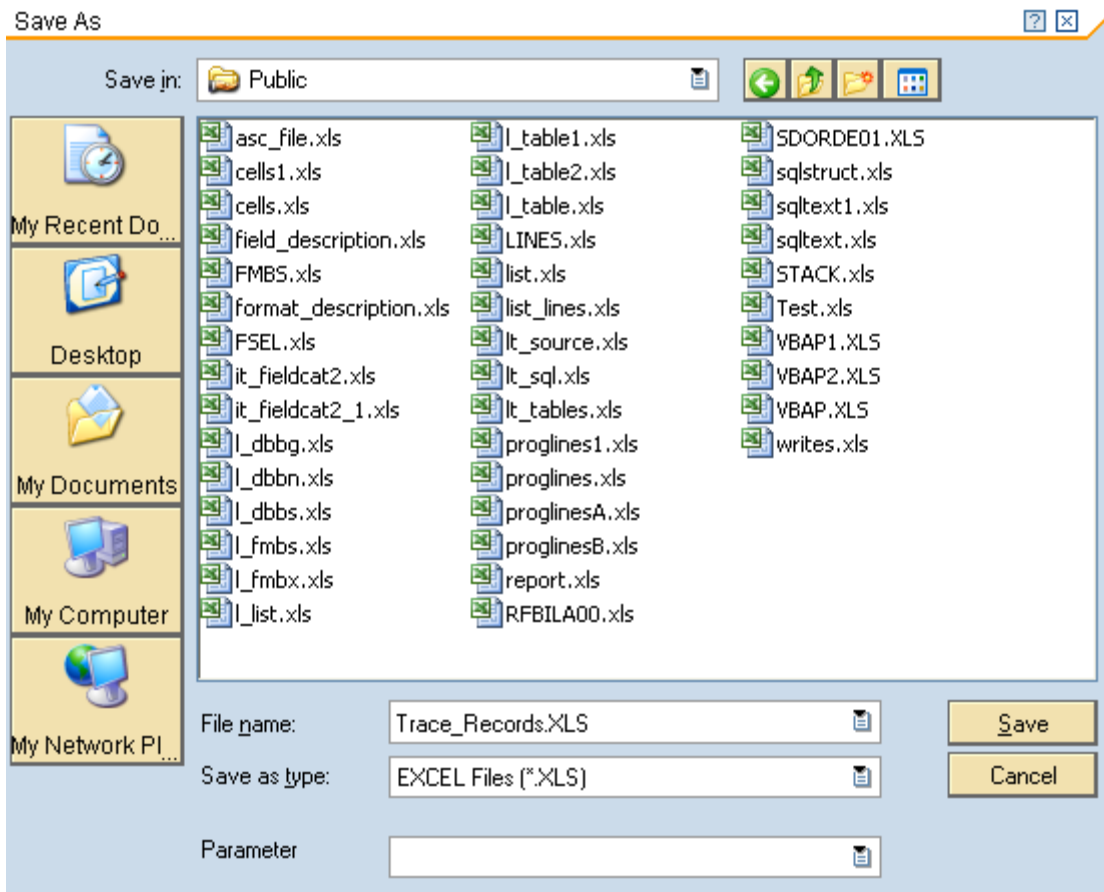 Save As
Save in: Public
My Recent Do...
Desktop
My Documents
My Computer
My Network Pl...
asc_file.xls
cells1.xls
cells.xls
field_description.xls
FMBS.xls
format_description.xls
FSEL.xls
it_fieldcat2.xls
it_fieldcat2_1.xls
l_dbbg.xls
l_dbbn.xls
l_dbbs.xls
l_fmbs.xls
l_fmbx.xls
l_list.xls
l_table1.xls
l_table2.xls
l_table.xls
LINES.xls
list.xls
list_lines.xls
lt_source.xls
lt_sql.xls
lt_tables.xls
proglines1.xls
proglines.xls
proglinesA.xls
proglinesB.xls
report.xls
RFBILA00.xls
SDORDE01.XLS
sqlstruct.xls
sqltext1.xls
sqltext.xls
STACK.xls
Test.xls
VBAP1.XLS
VBAP2.XLS
VBAP.XLS
writes.xls
File name: Trace_Records.XLS Save
Save as type: EXCEL Files (*.XLS) Cancel
Parameter